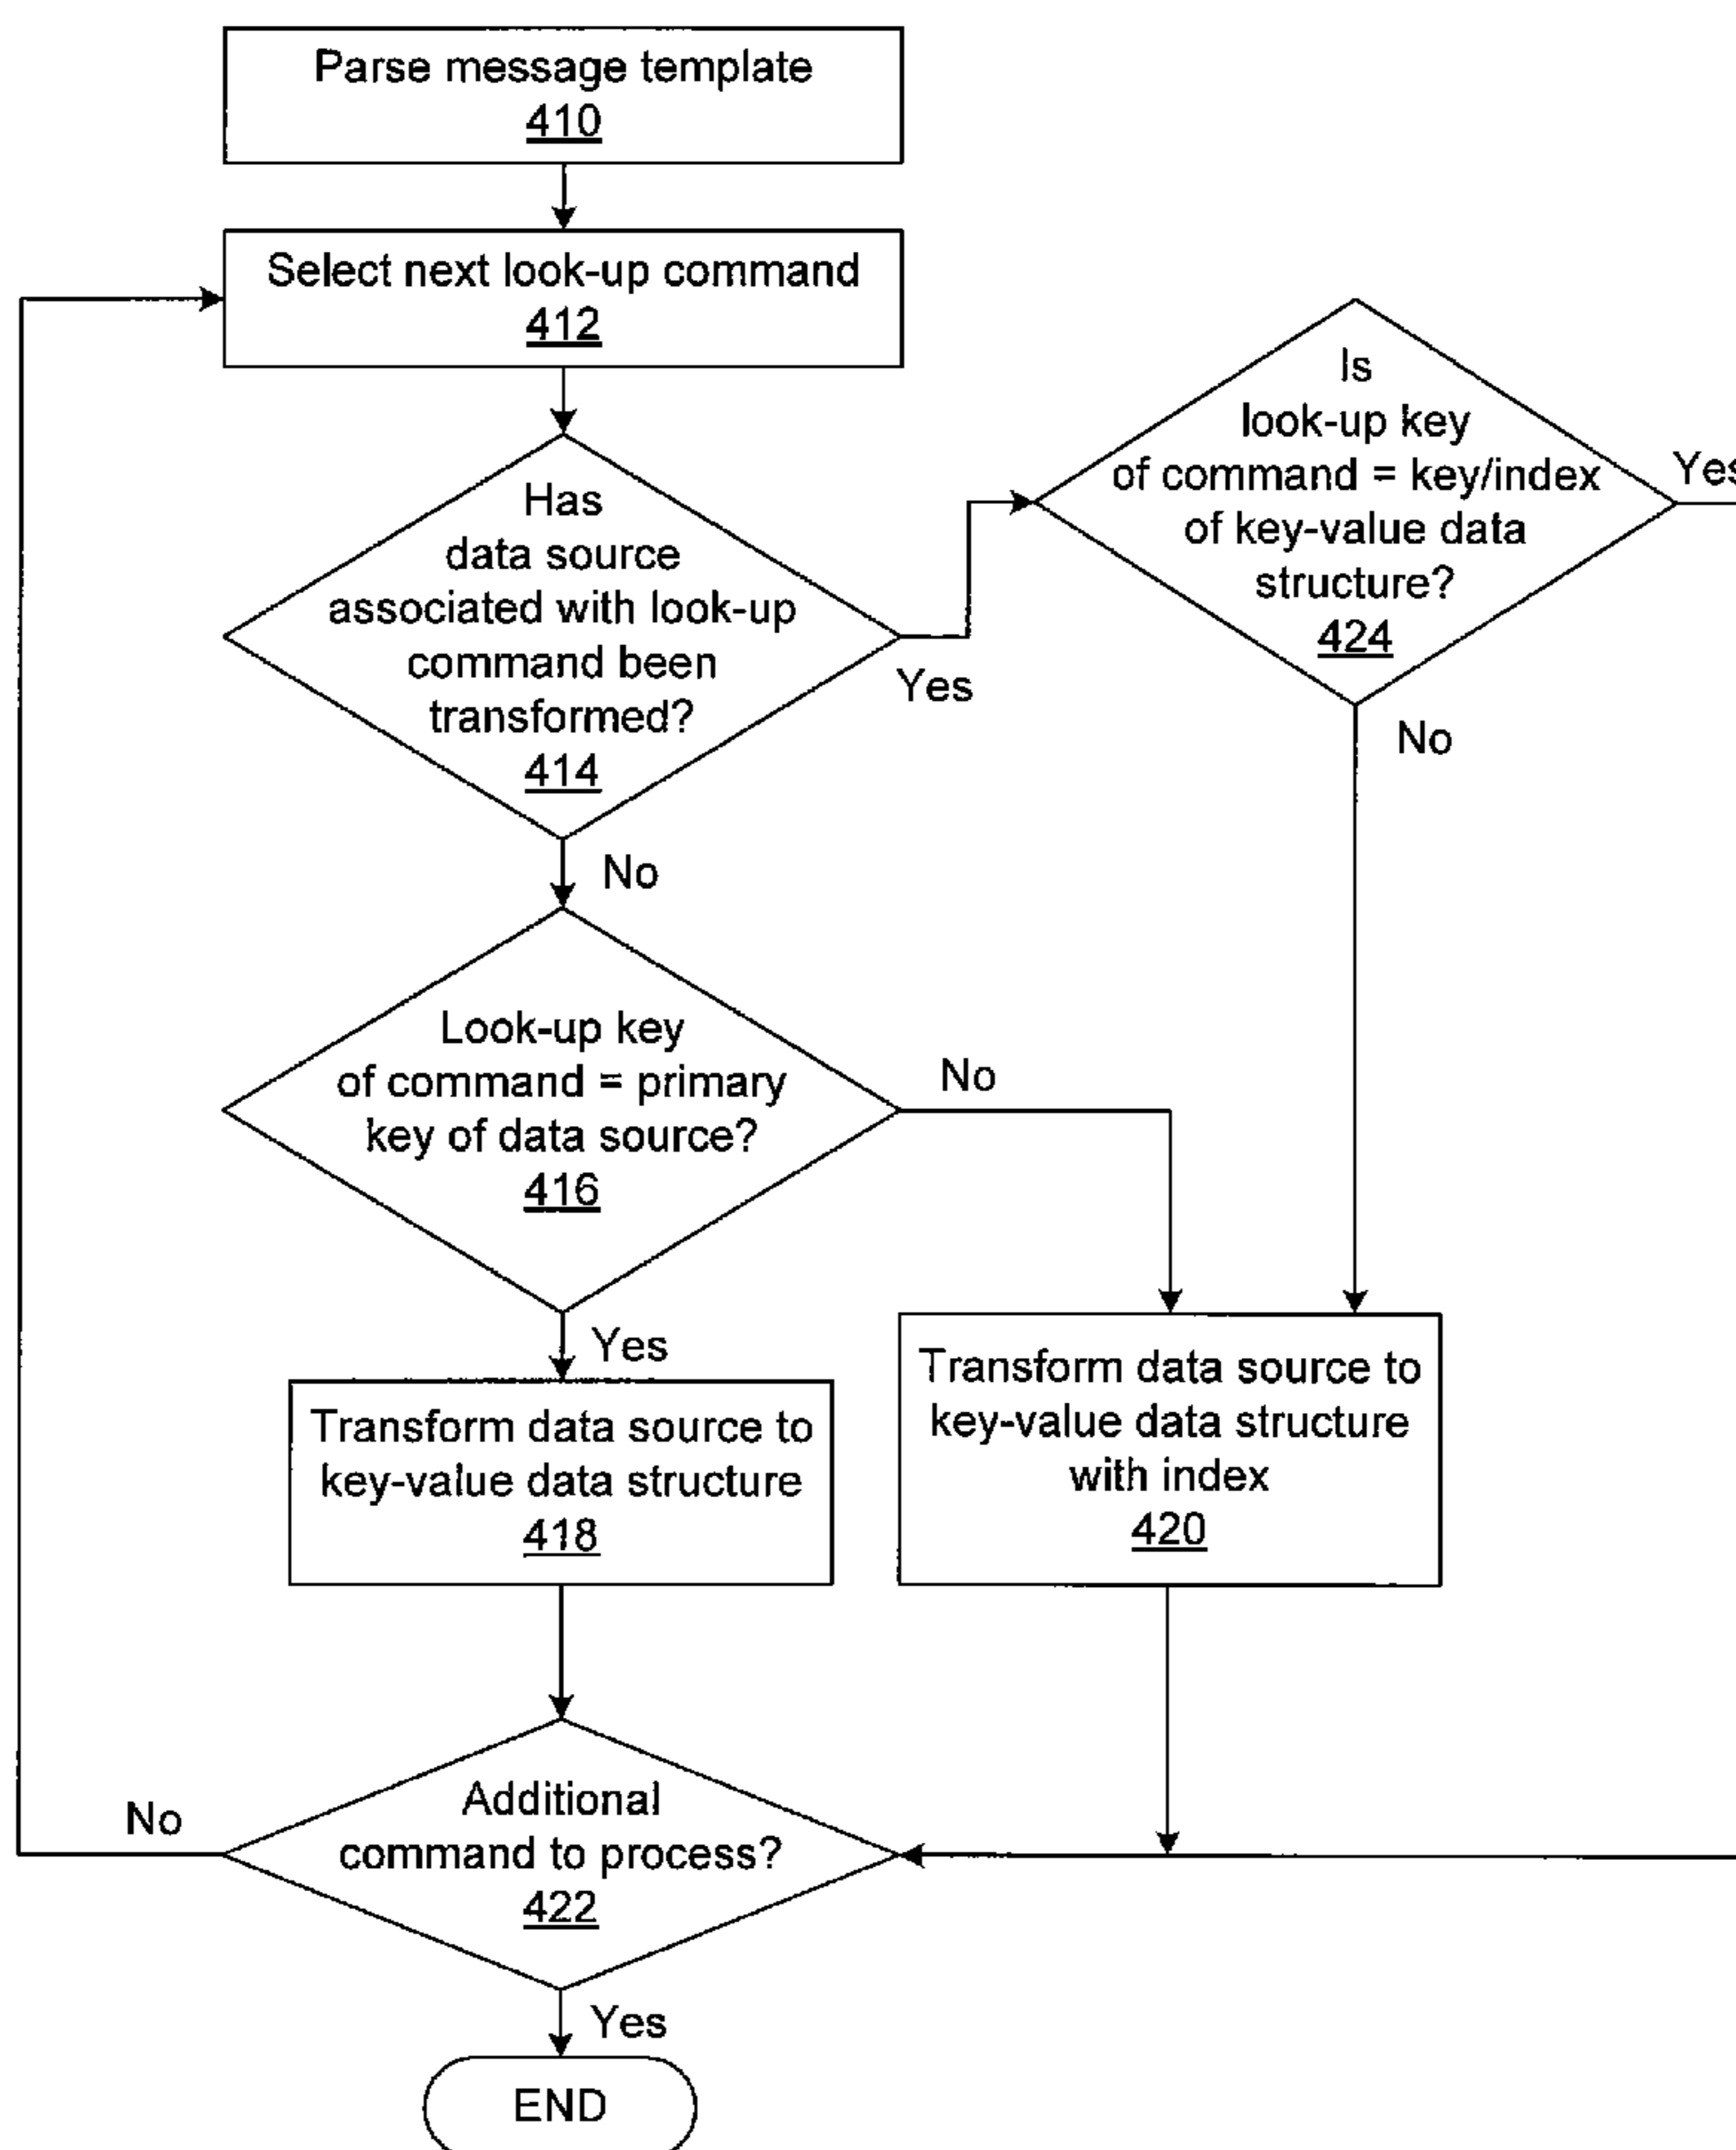 Parse message template
410
Select next look-up command
412
Has
data source
associated with look-up
command been
transformed?
414
Yes
No
Is
look-up key
of command = key/index
of key-value data
structure?
424
Yes
No
Look-up key
of command = primary
key of data source?
416
No
Yes
Transform data source to
key-value data structure
418
Transform data source to
key-value data structure
with index
420
Additional
command to process?
422
No
Yes
END